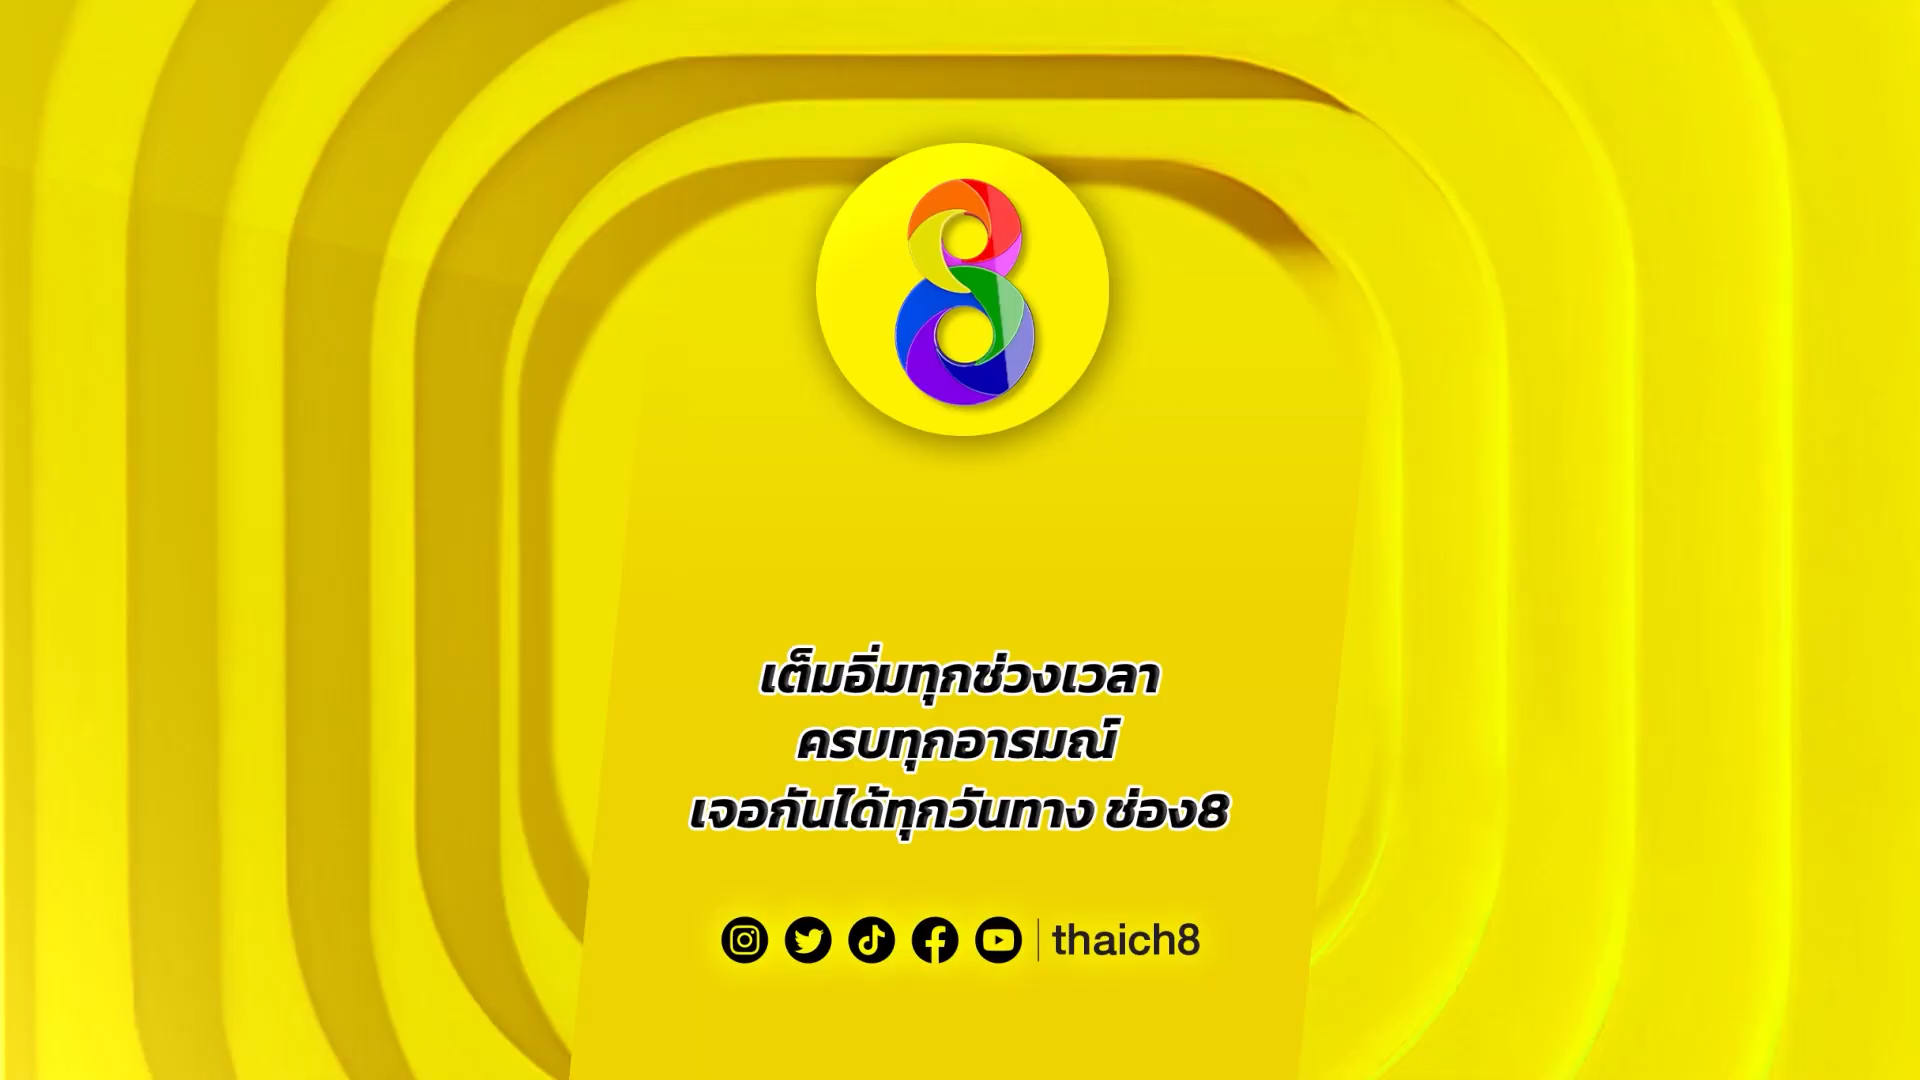 8
เต็มอิ่มทุกช่วงเวลา
ครบทุกอารมณ์
เจอกันได้ทุกวันทาง ช่อง8
thaich8